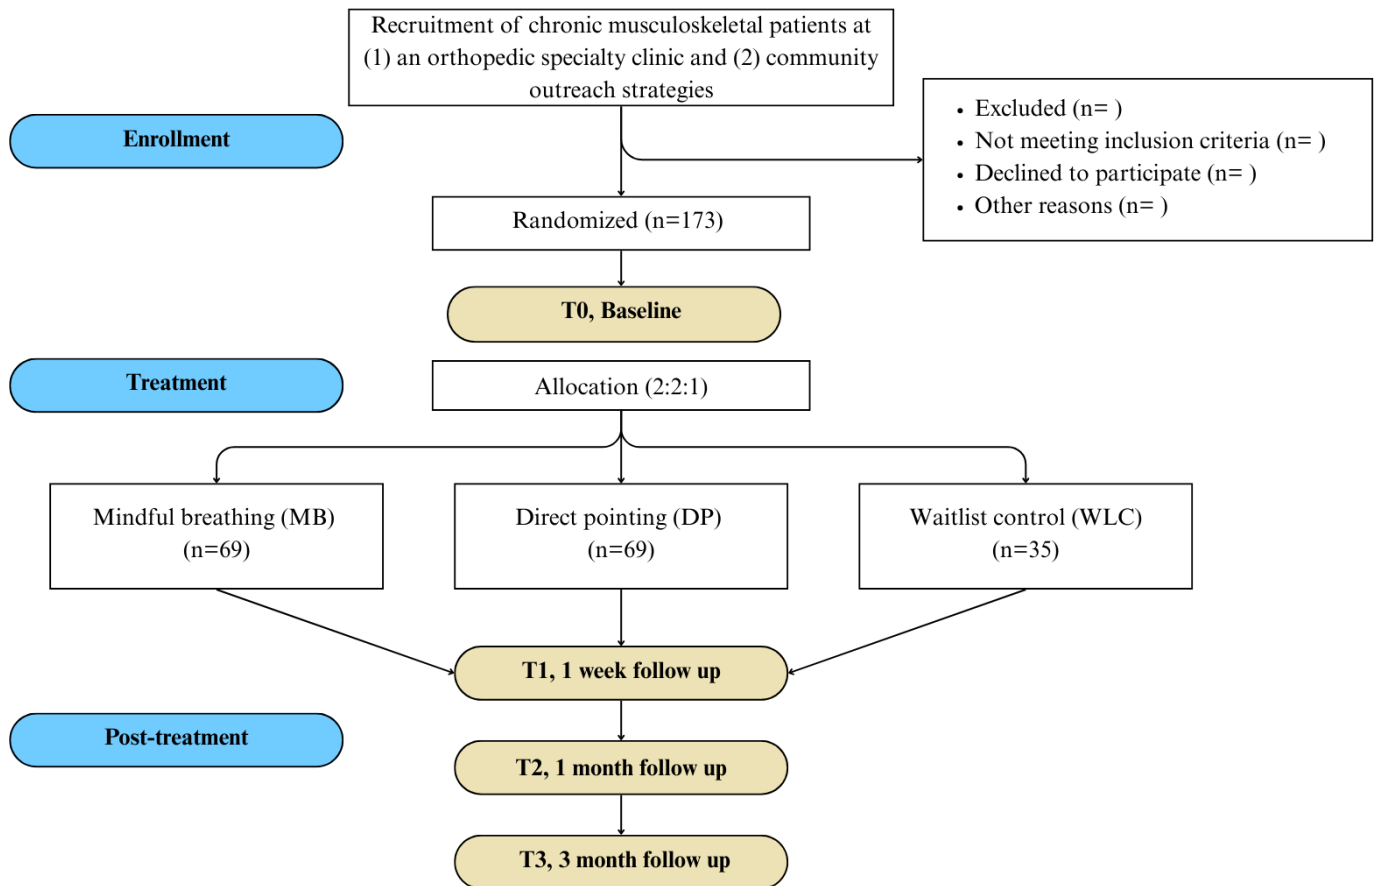 Recruitment of chronic musculoskeletal patients at
(1) an orthopedic specialty clinic and (2) community
outreach strategies
Enrollment
• Excluded (n= )
• Not meeting inclusion criteria (n= )
• Declined to participate (n= )
• Other reasons (n= )
Randomized (n=173)
T0, Baseline
Treatment
Allocation (2:2:1)
Mindful breathing (MB)
(n=69)
Direct pointing (DP)
(n=69)
Waitlist control (WLC)
(n=35)
T1, 1 week follow up
Post-treatment
T2, 1 month follow up
T3, 3 month follow up